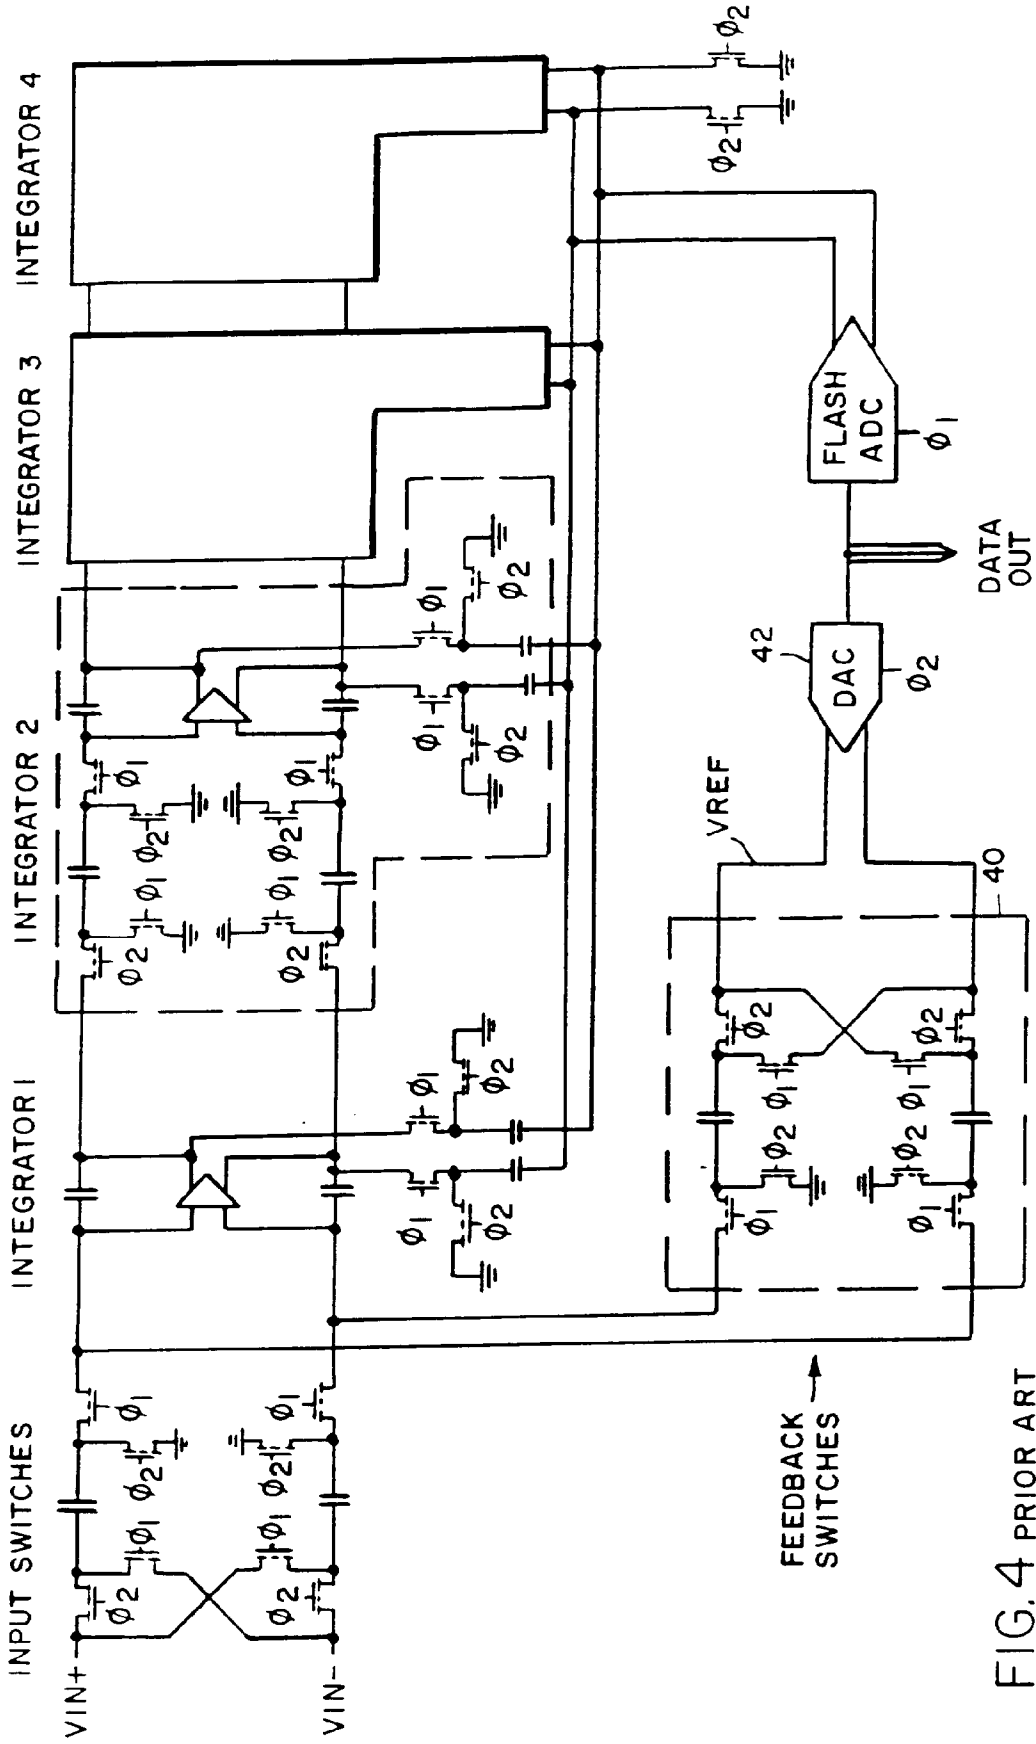 INPUT SWITCHES
INTEGRATOR 1
INTEGRATOR 2
INTEGRATOR 3
INTEGRATOR 4
VIN+
VIN-
ϕ2
ϕ1
ϕ2
ϕ1
ϕ2
ϕ1
ϕ2
ϕ1
ϕ1
ϕ2
ϕ1
ϕ2
ϕ2
ϕ1
ϕ2
ϕ1
ϕ2
ϕ1
ϕ2
ϕ1
ϕ1
ϕ2
ϕ1
ϕ2
ϕ2
ϕ2
FEEDBACK
SWITCHES
ϕ1
ϕ2
ϕ1
ϕ2
ϕ1
ϕ2
ϕ1
ϕ2
40
VREF
DAC
42
ϕ2
DATA
OUT
FLASH
ADC
ϕ1
FIG. 4 PRIOR ART